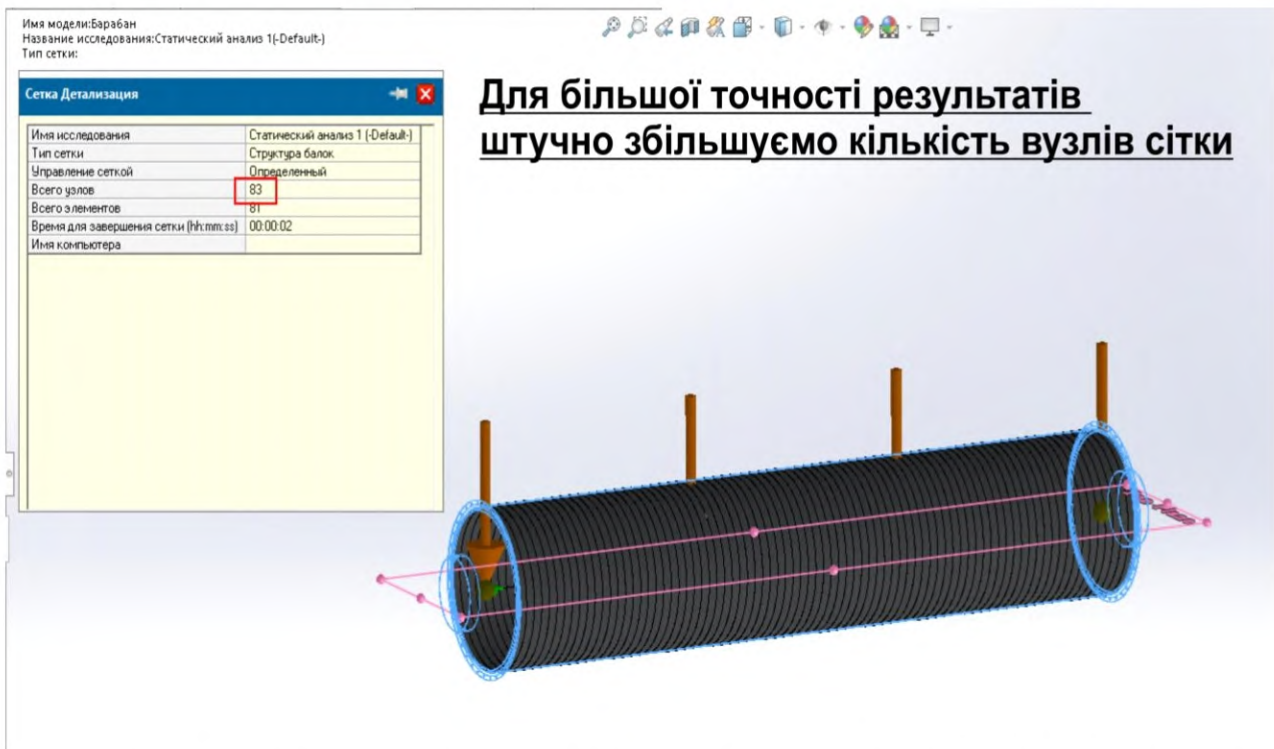 Имя модели:Барабан
Название исследования:Статический анализ 1(-Default-)
Тип сетки:
Для більшої точності результатів
штучно збільшуємо кількість вузлів сітки
Сетка Детализация
Имя исследования Статический анализ 1 (-Default-)
Тип сетки Структура балок
Управление сеткой Определенный
Всего узлов 83
Всего элементов 81
Время для завершения сетки (hh:mm:ss) 00:00:02
Имя компьютера